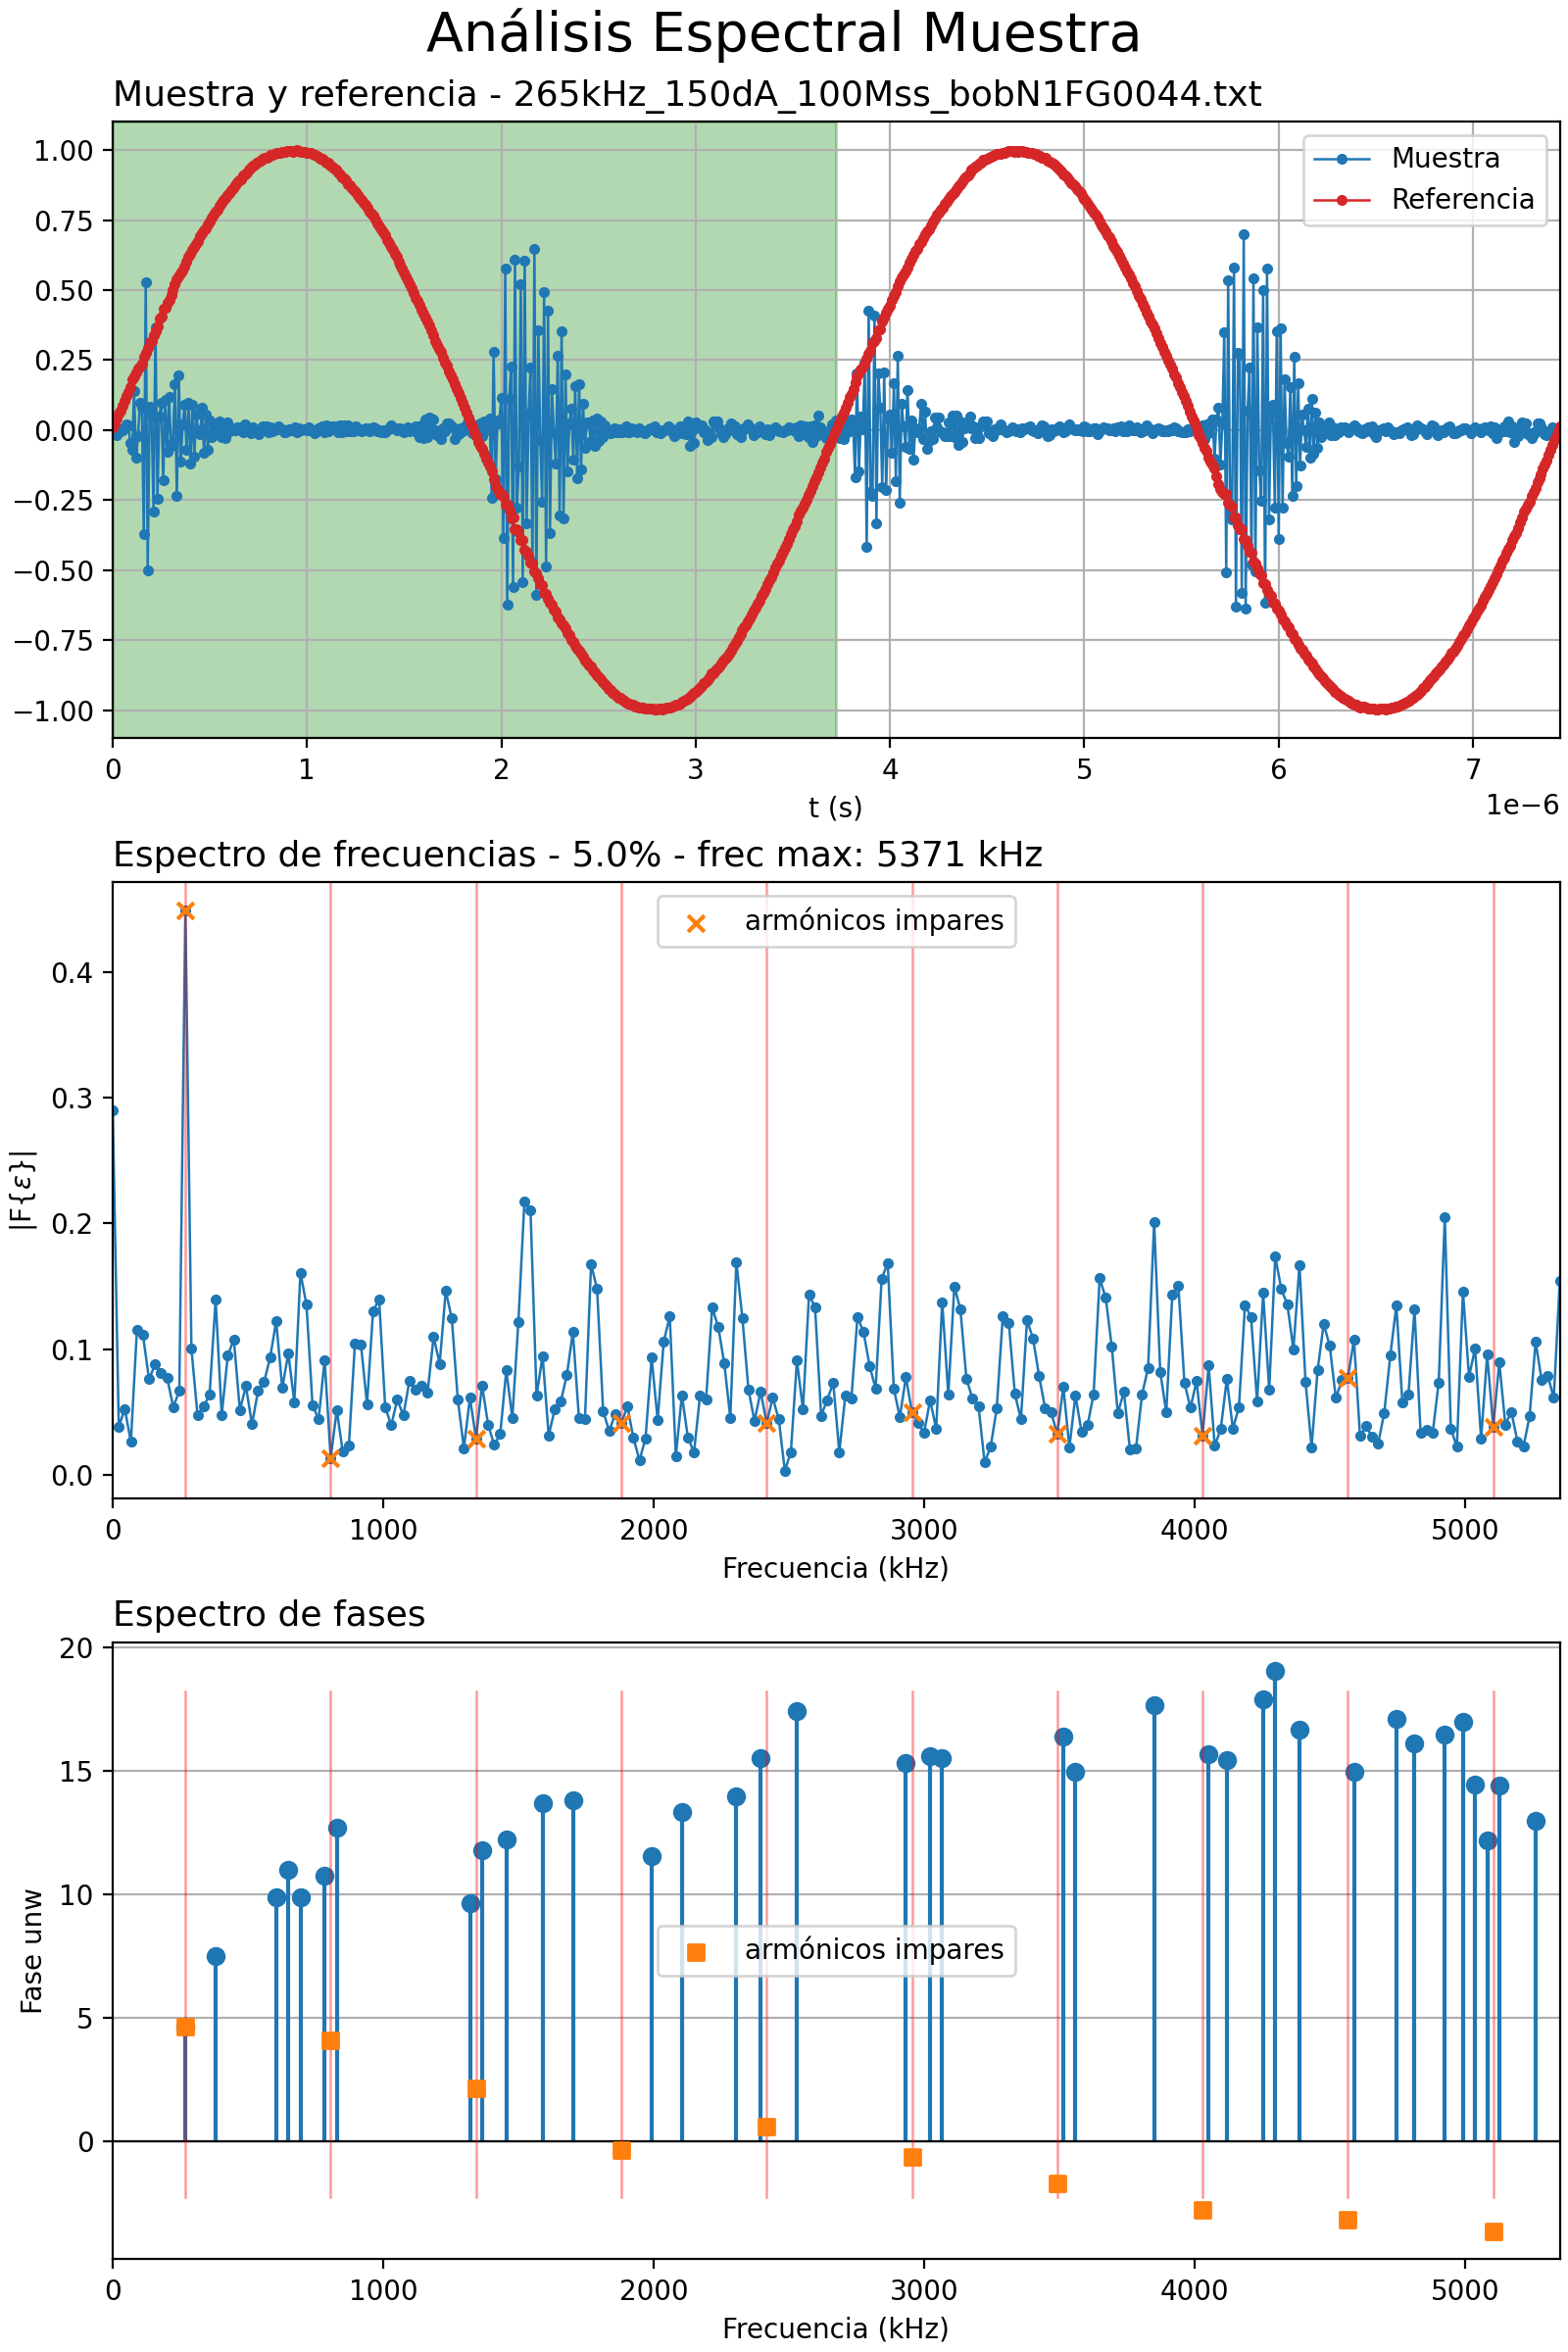 Análisis Espectral Muestra
Muestra y referencia - 265kHz_150dA_100Mss_bobN1FG0044.txt
1.00
0.75
0.50
0.25
0.00
−0.25
−0.50
−0.75
−1.00
Muestra
Referencia
0 1 2 3 4 5 6 7
t (s)
1e−6
Espectro de frecuencias - 5.0% - frec max: 5371 kHz
|F{ε}|
0.4
0.3
0.2
0.1
0.0
armónicos impares
0 1000 2000 3000 4000 5000
Frecuencia (kHz)
Espectro de fases
Fase unw
20
15
10
5
0
armónicos impares
0 1000 2000 3000 4000 5000
Frecuencia (kHz)